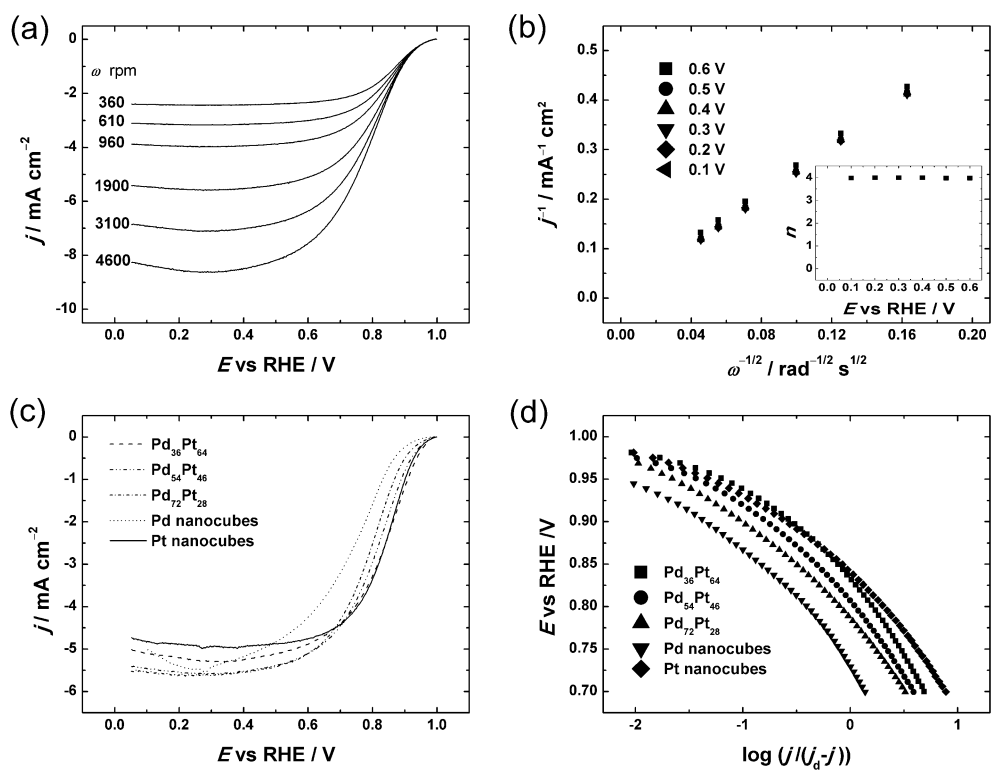 (a)
0
-2
-4
-6
-8
-10
j / mA cm⁻²
ω rpm
360
610
960
1900
3100
4600
0.0 0.2 0.4 0.6 0.8 1.0
E vs RHE / V
(b)
0.5
0.4
0.3
0.2
0.1
0.0
j⁻¹ / mA⁻¹ cm²
0.6 V
0.5 V
0.4 V
0.3 V
0.2 V
0.1 V
4
3
2
1
0
n
0.0 0.1 0.2 0.3 0.4 0.5 0.6
E vs RHE / V
0.00 0.04 0.08 0.12 0.16 0.20
ω⁻¹/² / rad⁻¹/² s¹/²
(c)
0
-1
-2
-3
-4
-5
-6
j / mA cm⁻²
Pd₃₆Pt₆₄
Pd₅₄Pt₄₆
Pd₇₂Pt₂₈
Pd nanocubes
Pt nanocubes
0.0 0.2 0.4 0.6 0.8 1.0
E vs RHE / V
(d)
1.00
0.95
0.90
0.85
0.80
0.75
0.70
E vs RHE /V
Pd₃₆Pt₆₄
Pd₅₄Pt₄₆
Pd₇₂Pt₂₈
Pd nanocubes
Pt nanocubes
-2 -1 0 1
log (j/(j_d-j))